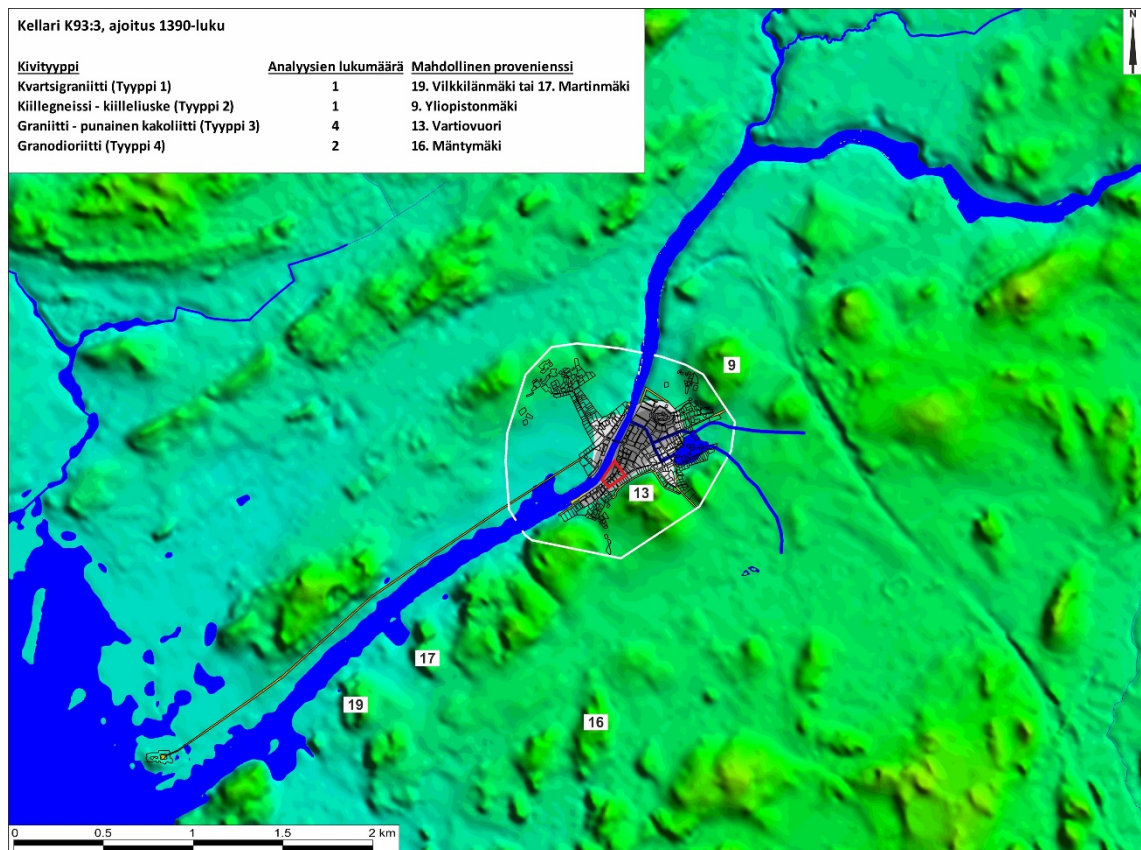 Kellari K93:3, ajoitus 1390-luku
Kivityyppi Analyysien lukumäärä Mahdollinen provenienssi
Kvartsigraniitti (Tyyppi 1) 1 19. Vilkkilänmäki tai 17. Martinmäki
Kiillegneissi - kiilleliuske (Tyyppi 2) 1 9. Yliopistonmäki
Graniitti - punainen kakoliitti (Tyyppi 3) 4 13. Vartiovuori
Granodioriitti (Tyyppi 4) 2 16. Mäntymäki
N
9
13
17
19
16
0 0.5 1 1.5 2 km